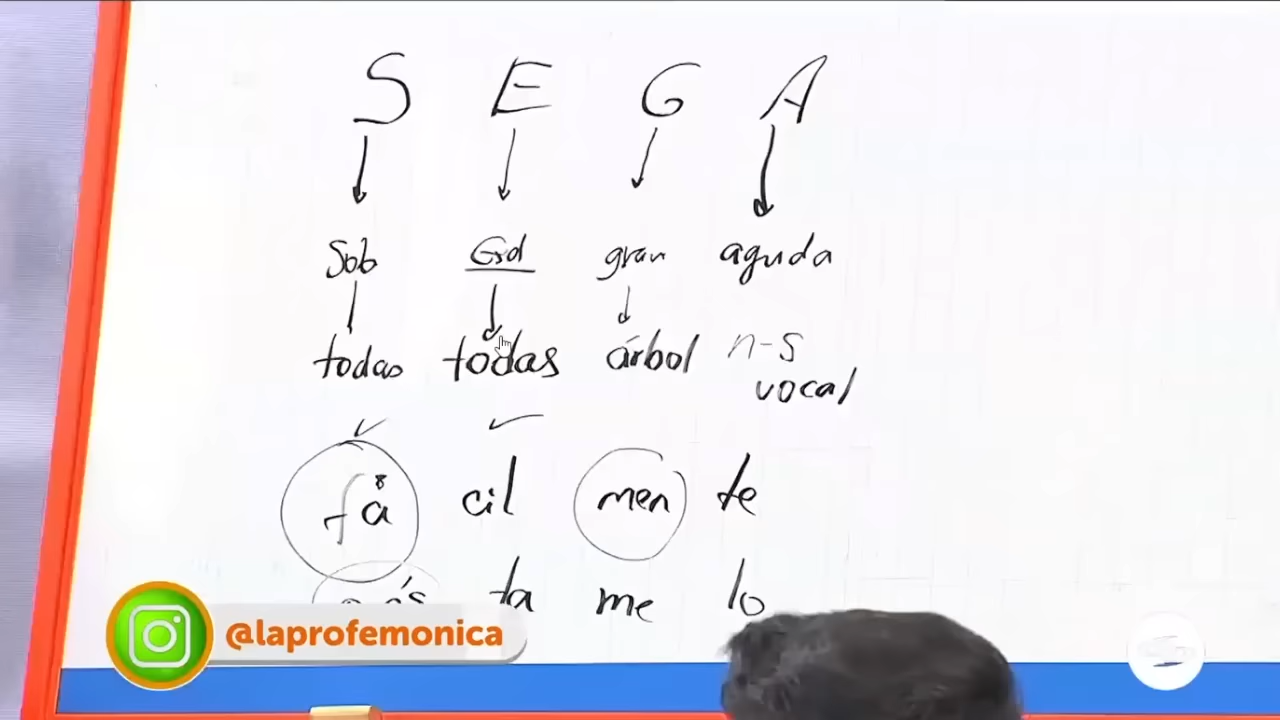 S E G A
Sob Esd gran aguda
todas todas árbol n-s
vocal
fá cil men te
ta me lo
@laprofemonica